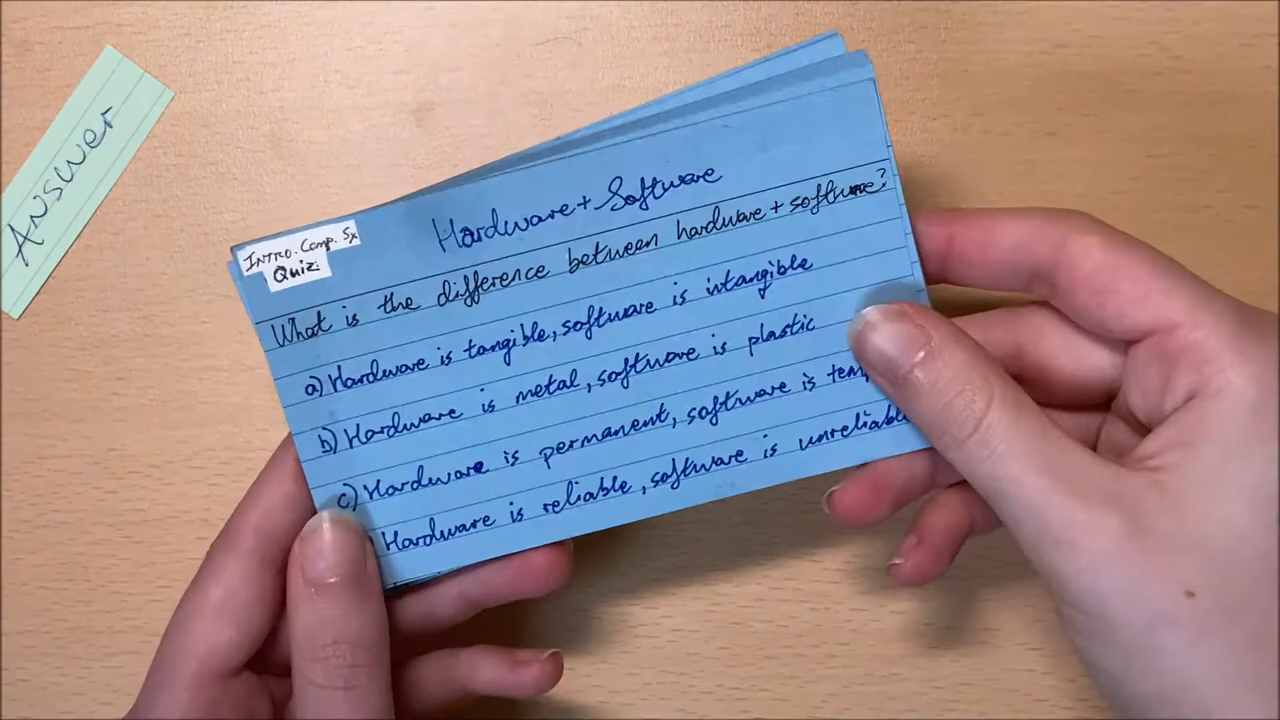 Answer
INTRO. Comp. Sx
Quiz:
Hardware + Software
What is the difference between hardware + software?
a) Hardware is tangible, software is intangible
b) Hardware is metal, software is plastic
c) Hardware is permanent, software is
Hardware is reliable, software is